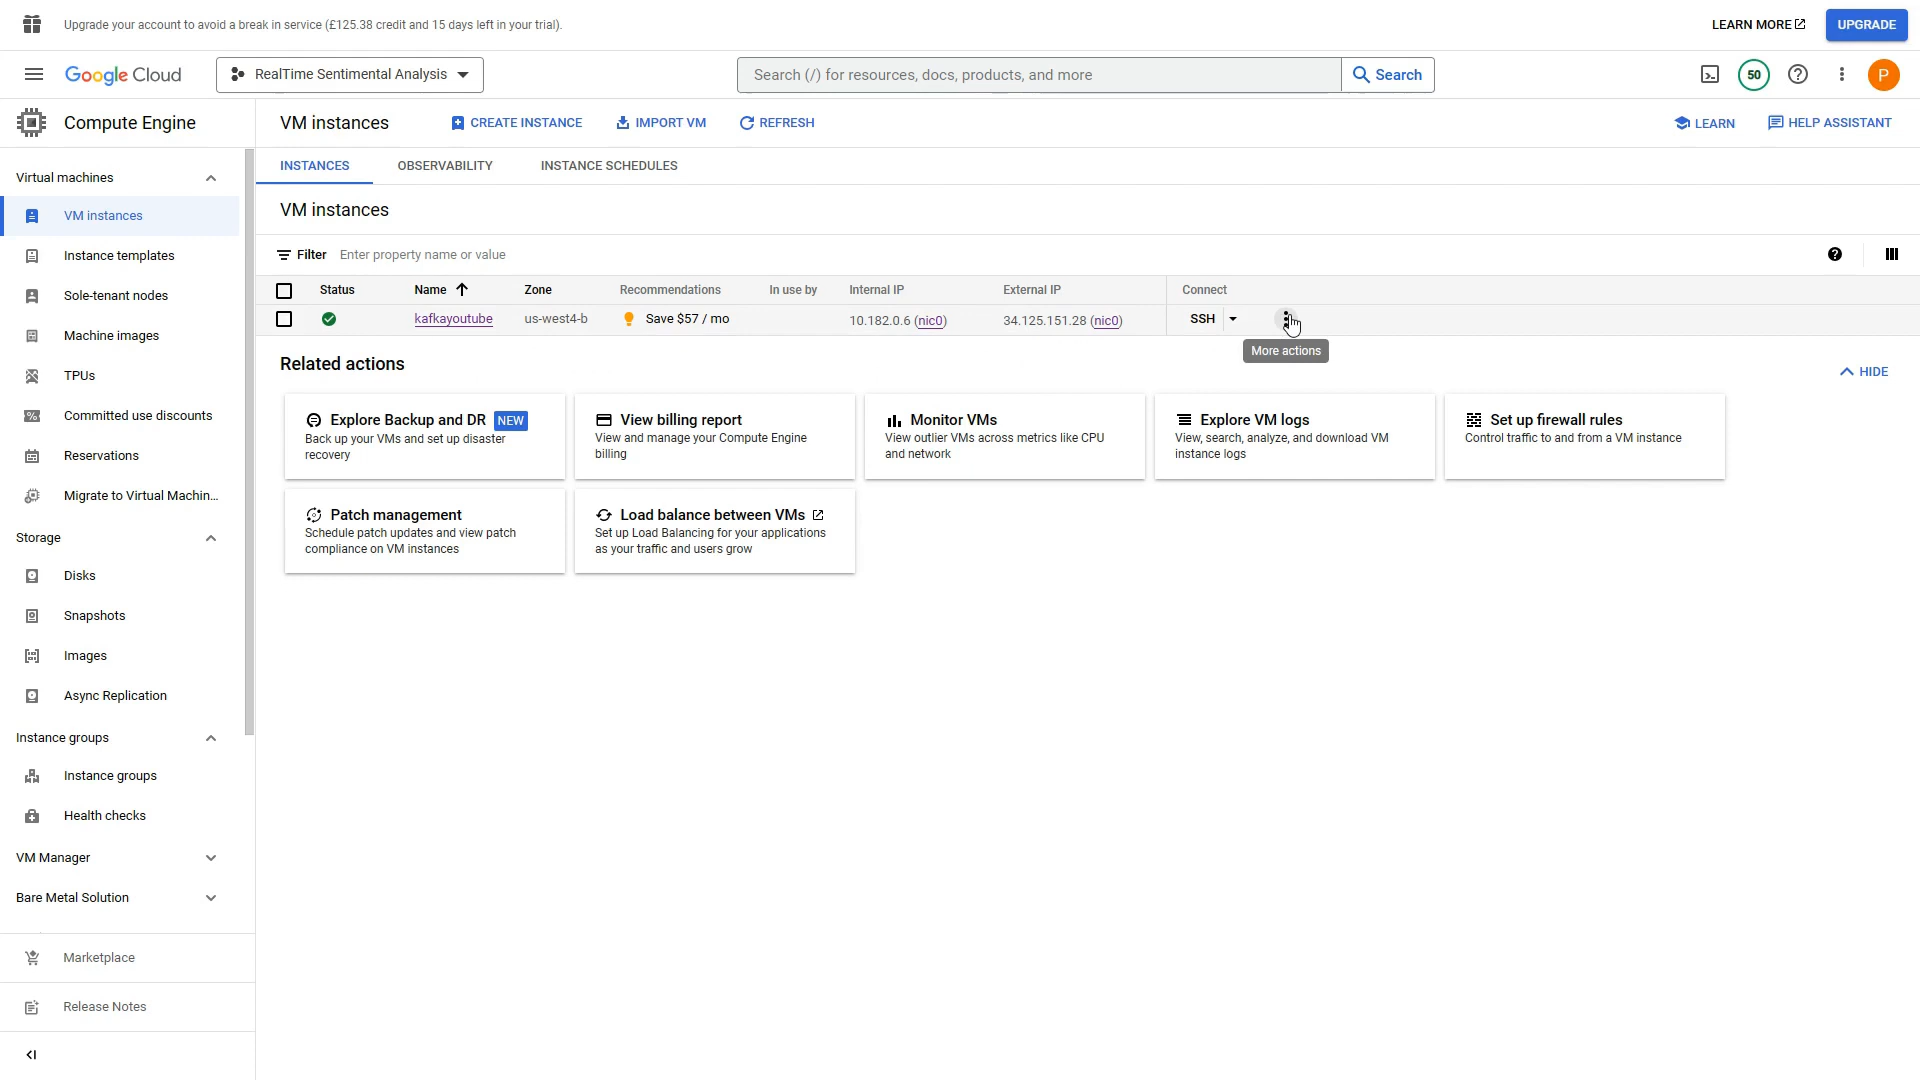 Upgrade your account to avoid a break in service (£125.38 credit and 15 days left in your trial).
LEARN MORE
UPGRADE
Google Cloud
RealTime Sentimental Analysis
Search (/) for resources, docs, products, and more
Search
50
P
Compute Engine
VM instances
CREATE INSTANCE
IMPORT VM
REFRESH
LEARN
HELP ASSISTANT
Virtual machines
VM instances
Instance templates
Sole-tenant nodes
Machine images
TPUs
Committed use discounts
Reservations
Migrate to Virtual Machin...
Storage
Disks
Snapshots
Images
Async Replication
Instance groups
Instance groups
Health checks
VM Manager
Bare Metal Solution
Marketplace
Release Notes
INSTANCES
OBSERVABILITY
INSTANCE SCHEDULES
VM instances
Filter
Enter property name or value
Status
Name
Zone
Recommendations
In use by
Internal IP
External IP
Connect
kafkayoutube
us-west4-b
Save $57 / mo
10.182.0.6 (nic0)
34.125.151.28 (nic0)
SSH
More actions
Related actions
HIDE
Explore Backup and DR NEW
Back up your VMs and set up disaster
recovery
View billing report
View and manage your Compute Engine
billing
Monitor VMs
View outlier VMs across metrics like CPU
and network
Explore VM logs
View, search, analyze, and download VM
instance logs
Set up firewall rules
Control traffic to and from a VM instance
Patch management
Schedule patch updates and view patch
compliance on VM instances
Load balance between VMs
Set up Load Balancing for your applications
as your traffic and users grow